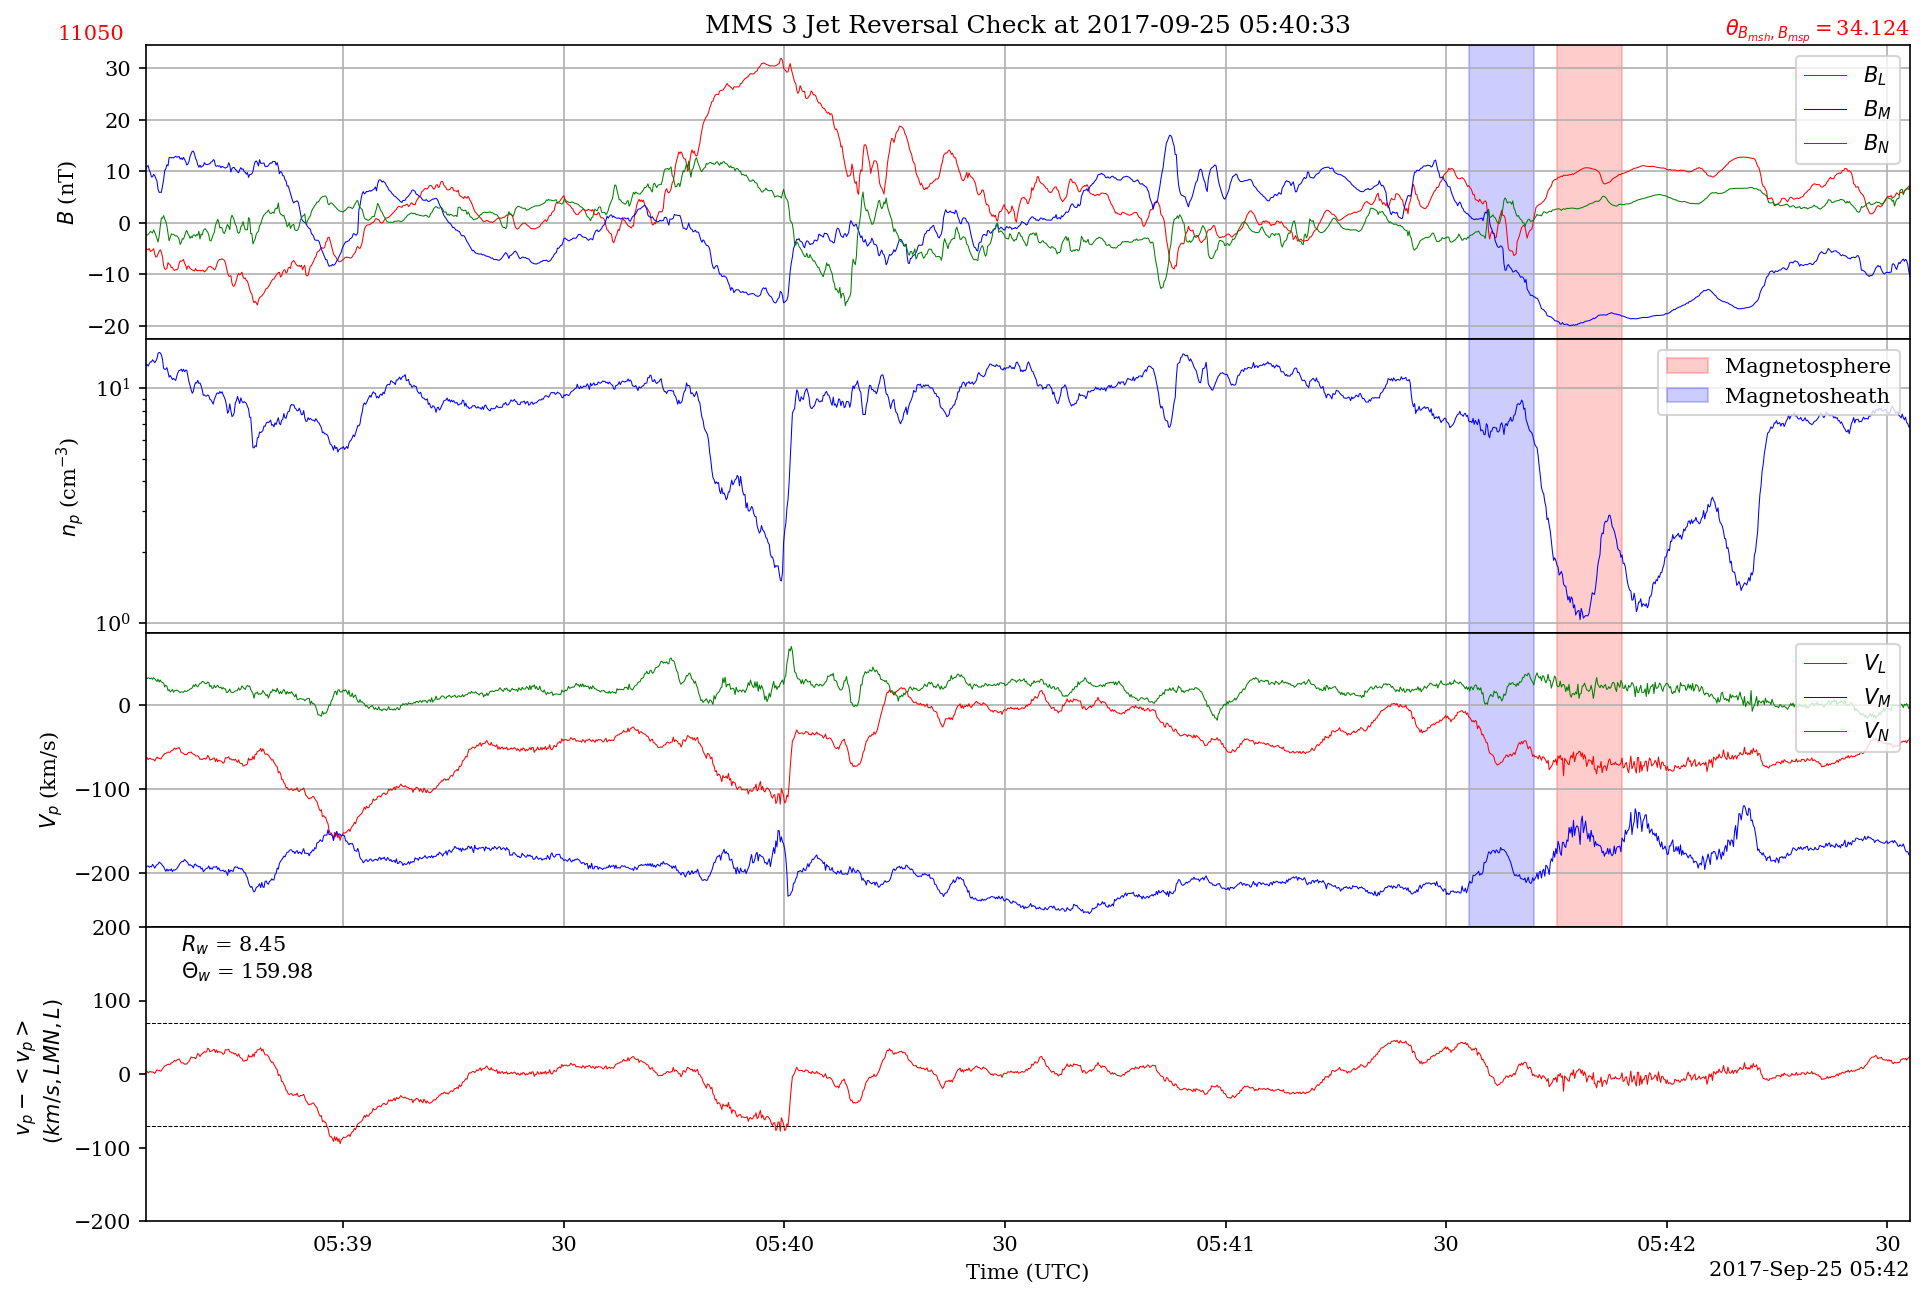 MMS 3 Jet Reversal Check at 2017-09-25 05:40:33
11050
θ_{B_{msh}, B_{msp}} = 34.124
30
20
10
0
−10
−20
B (nT)
B_L
B_M
B_N
10^1
10^0
n_p (cm^{−3})
Magnetosphere
Magnetosheath
0
−100
−200
V_p (km/s)
V_L
V_M
V_N
200
100
0
−100
−200
v_p − <v_p>
(km/s, LMN, L)
R_w = 8.45
Θ_w = 159.98
05:39 30 05:40 30 05:41 30 05:42 30
Time (UTC)
2017-Sep-25 05:42